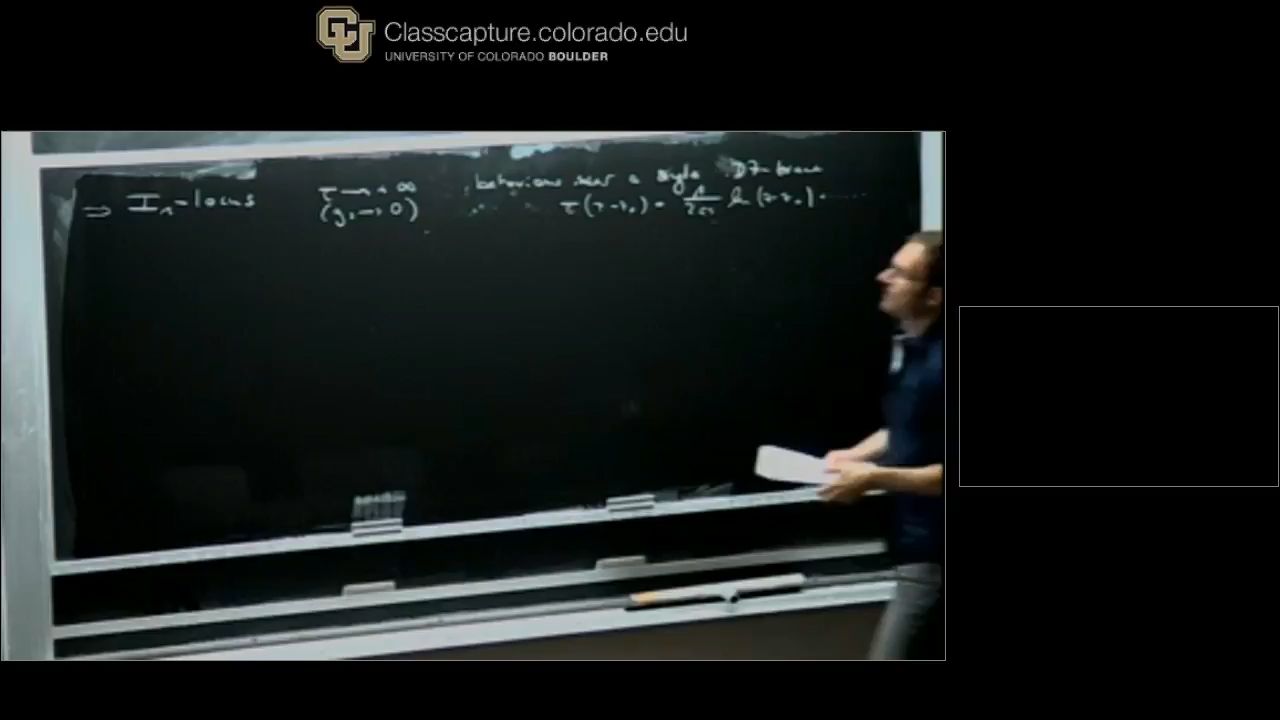 Classcapture.colorado.edu
UNIVERSITY OF COLORADO BOULDER
⇒ I₁-locus τ → i ∞ behaviour near a single D7-brane
(gₛ → 0) τ(z-z₀) = 1/2πi ln(z-z₀) + .....